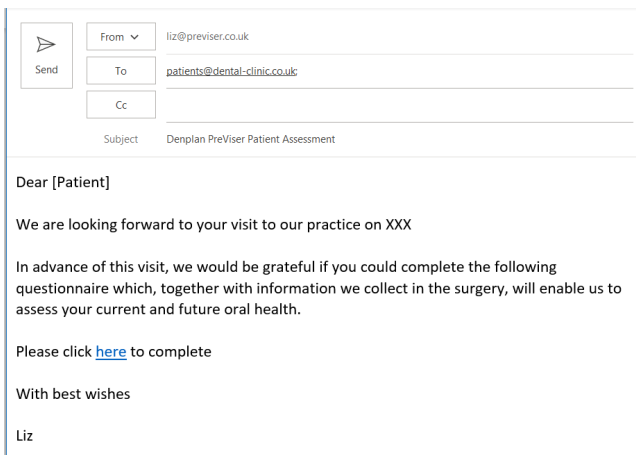 From
liz@previser.co.uk
Send
To
patients@dental-clinic.co.uk;
Cc
Subject
Denplan PreViser Patient Assessment
Dear [Patient]
We are looking forward to your visit to our practice on XXX
In advance of this visit, we would be grateful if you could complete the following
questionnaire which, together with information we collect in the surgery, will enable us to
assess your current and future oral health.
Please click here to complete
With best wishes
Liz